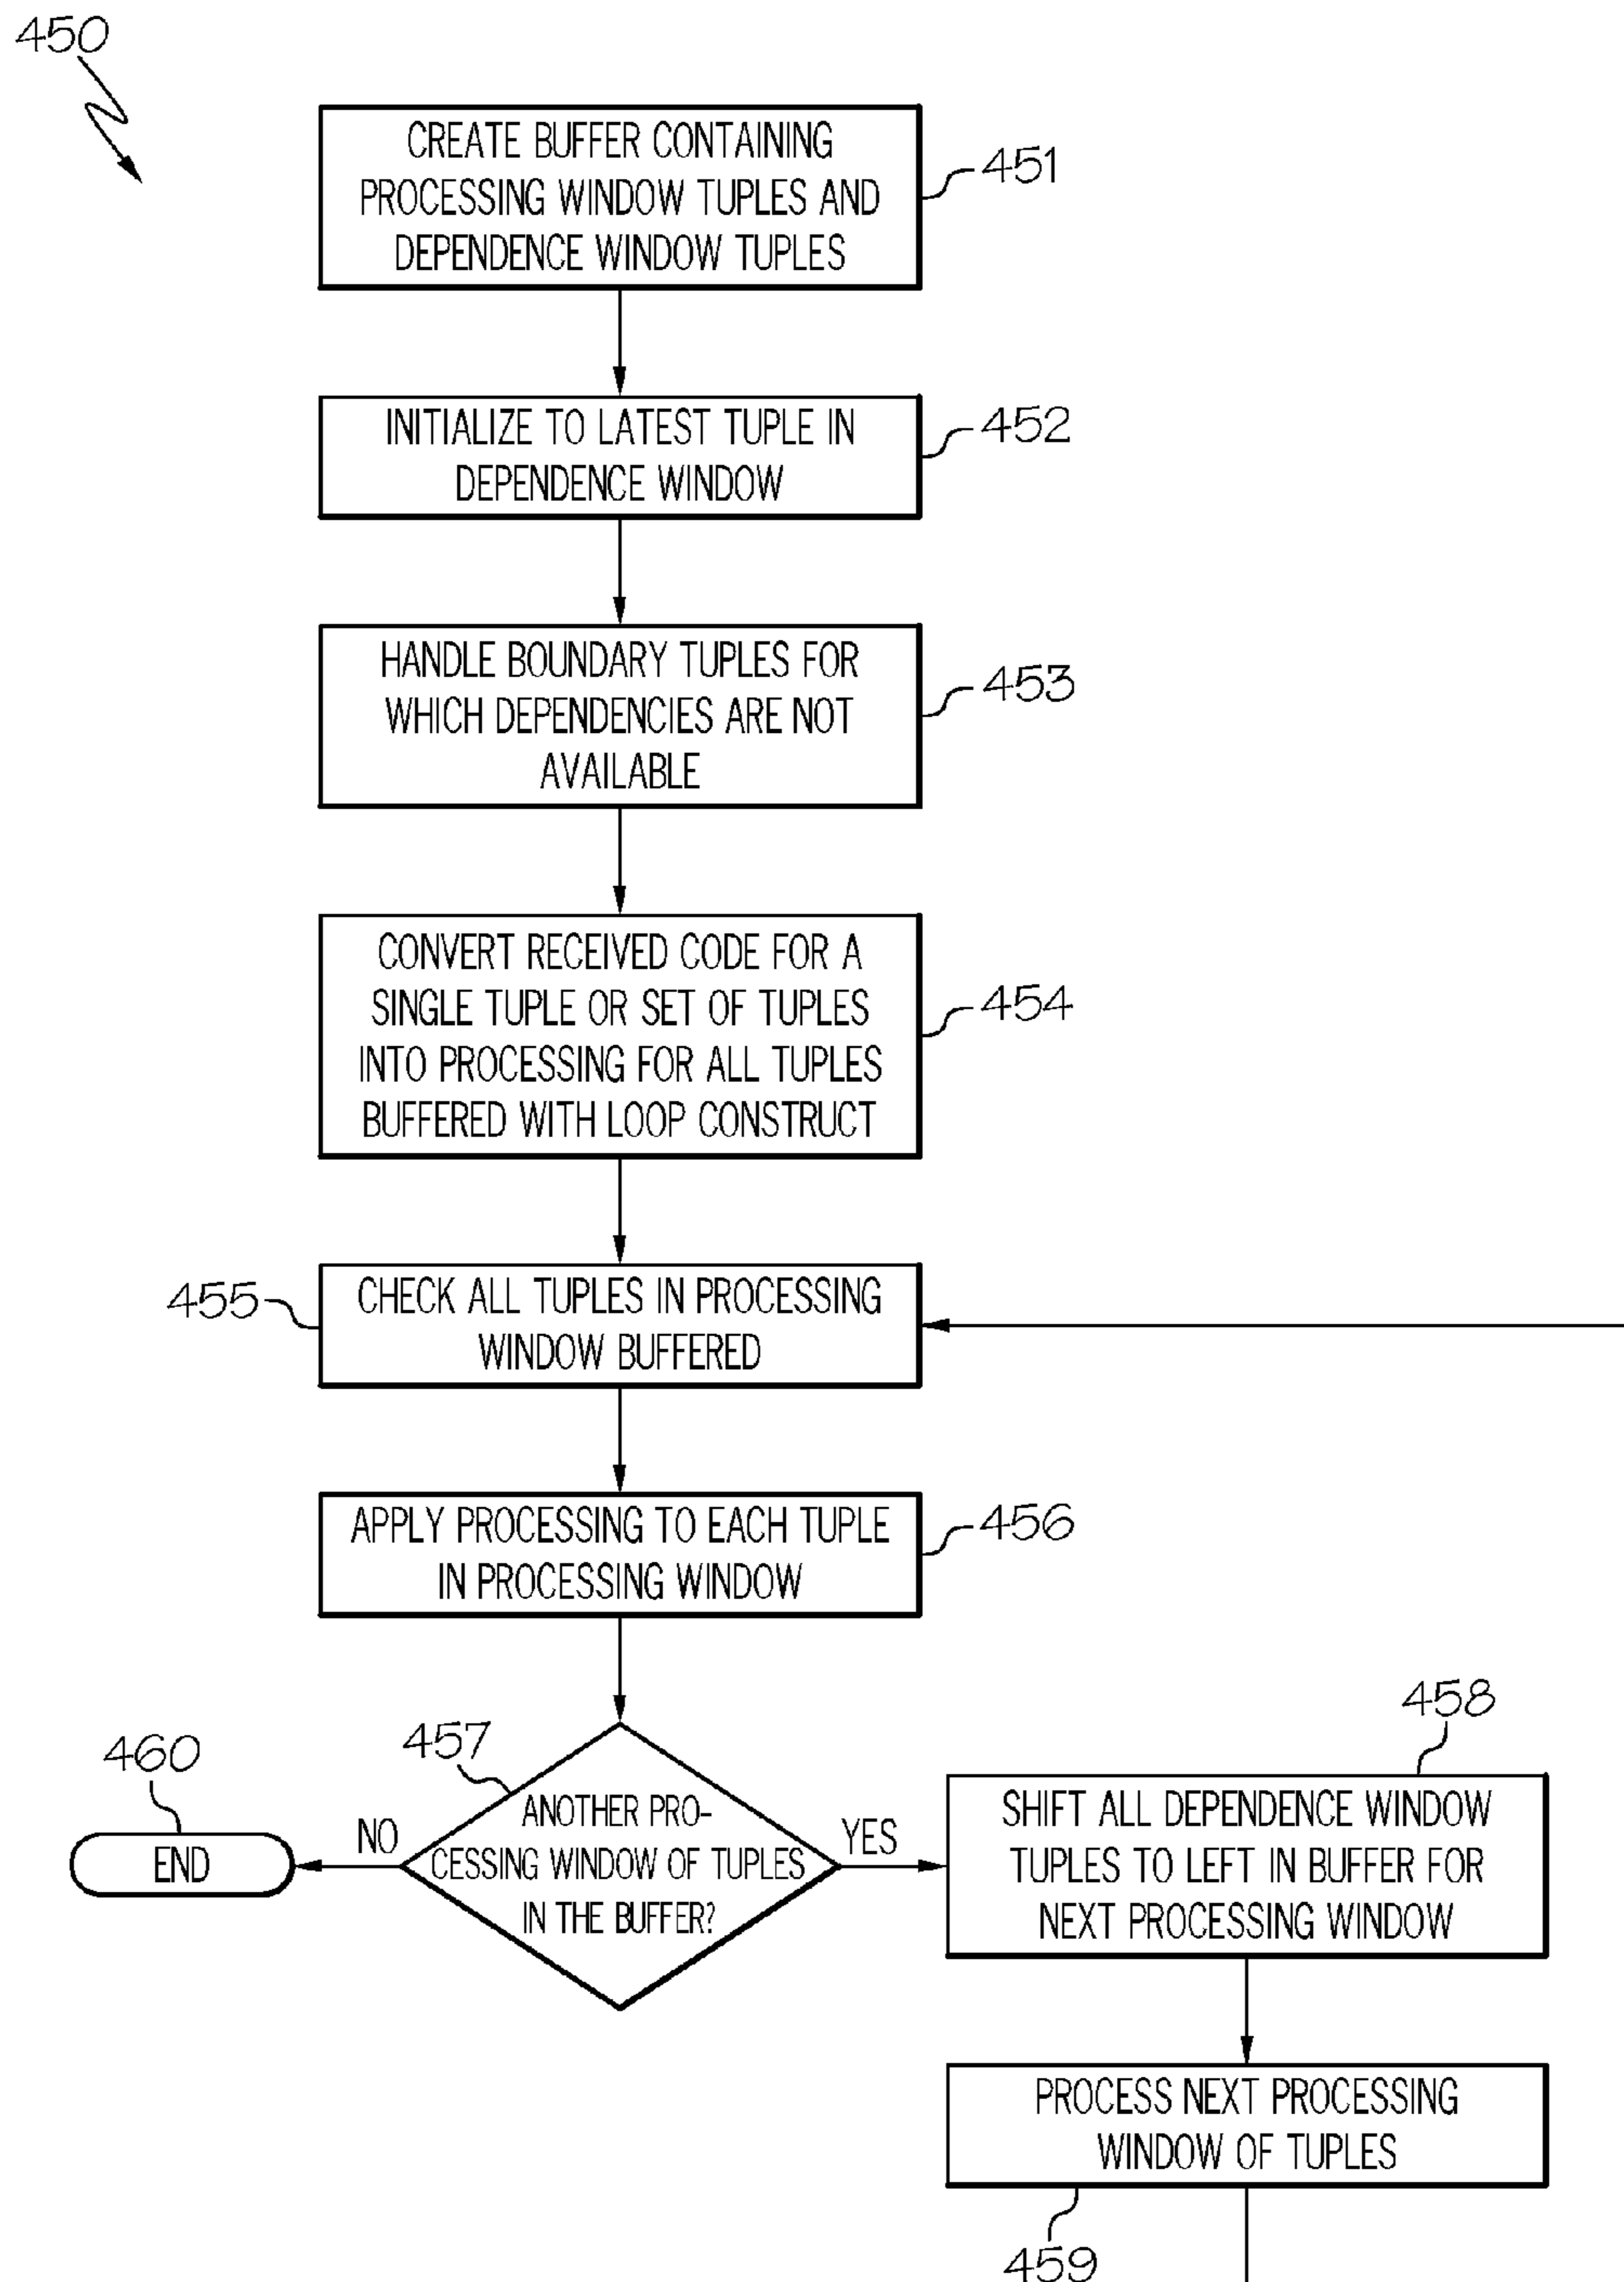 450
CREATE BUFFER CONTAINING
PROCESSING WINDOW TUPLES AND
DEPENDENCE WINDOW TUPLES
451
INITIALIZE TO LATEST TUPLE IN
DEPENDENCE WINDOW
452
HANDLE BOUNDARY TUPLES FOR
WHICH DEPENDENCIES ARE NOT
AVAILABLE
453
CONVERT RECEIVED CODE FOR A
SINGLE TUPLE OR SET OF TUPLES
INTO PROCESSING FOR ALL TUPLES
BUFFERED WITH LOOP CONSTRUCT
454
455
CHECK ALL TUPLES IN PROCESSING
WINDOW BUFFERED
APPLY PROCESSING TO EACH TUPLE
IN PROCESSING WINDOW
456
457
ANOTHER PRO-
CESSING WINDOW OF TUPLES
IN THE BUFFER?
NO
460
END
YES
458
SHIFT ALL DEPENDENCE WINDOW
TUPLES TO LEFT IN BUFFER FOR
NEXT PROCESSING WINDOW
PROCESS NEXT PROCESSING
WINDOW OF TUPLES
459